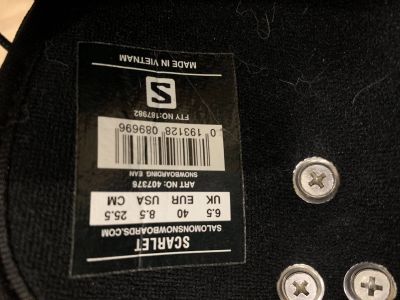 SCARLET
SALOMONSNOWBOARDS.COM
UK EUR USA CM
6.5 40 8.5 25.5
ART NO: 407376
SNOWBOARDING EAN
0 193128 089696
FTY NO:187982
S
MADE IN VIETNAM